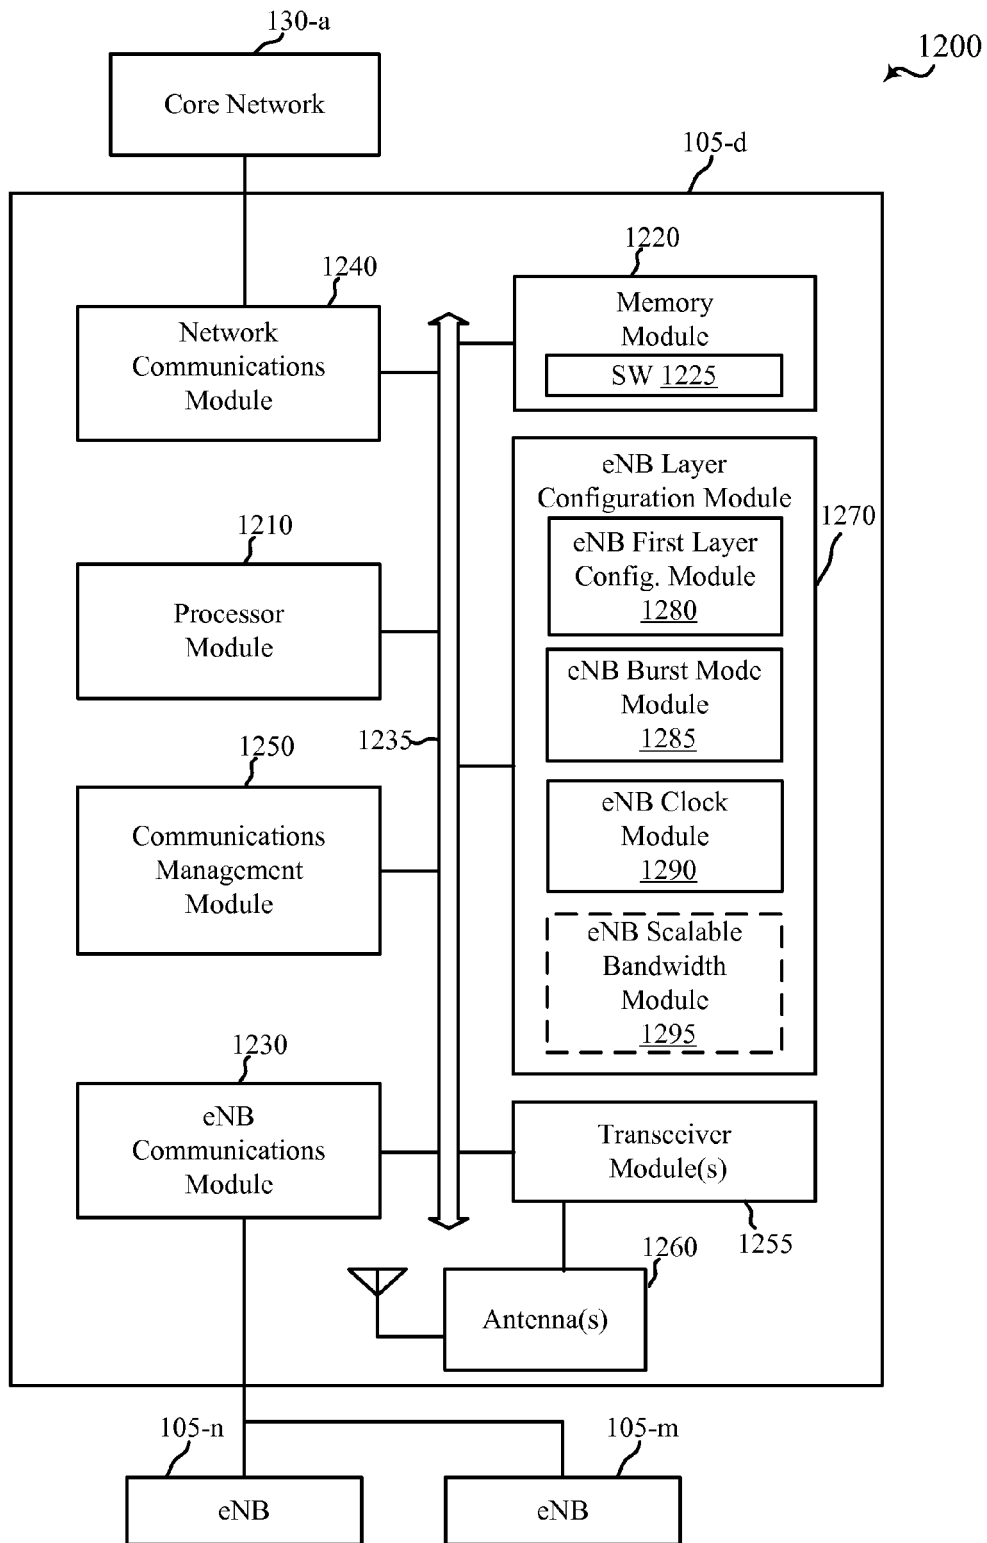 130-a
1200
Core Network
105-d
1220
1240
Memory
Module
SW 1225
Network
Communications
Module
eNB Layer
Configuration Module
1270
1210
eNB First Layer
Config. Module
1280
Processor
Module
eNB Burst Mode
Module
1285
1235
1250
eNB Clock
Module
1290
Communications
Management
Module
eNB Scalable
Bandwidth
Module
1295
1230
eNB
Communications
Module
Transceiver
Module(s)
1255
1260
Antenna(s)
105-n
105-m
eNB
eNB